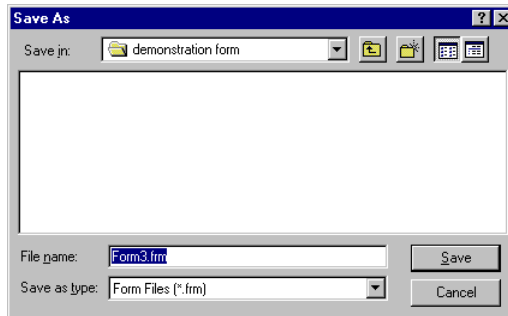 Save As
Save in: demonstration form
File name: Form3.frm
Save
Save as type: Form Files (*.frm)
Cancel